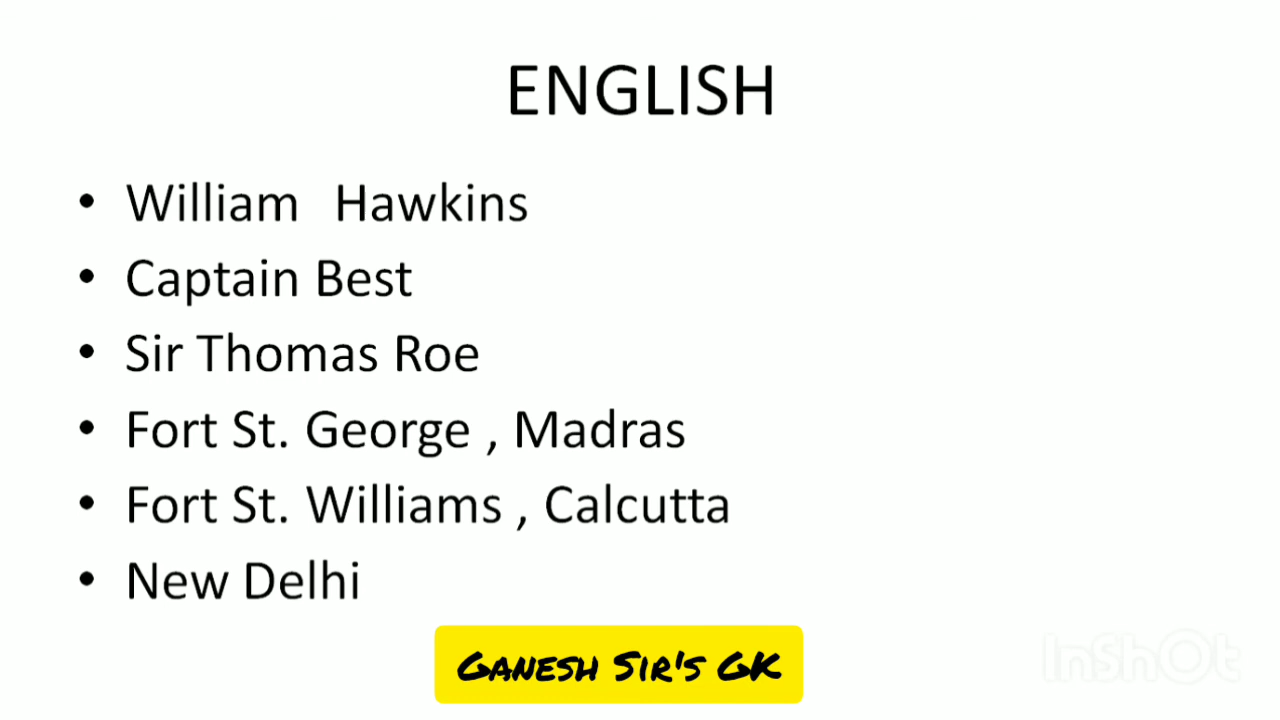 ENGLISH
• William Hawkins
• Captain Best
• Sir Thomas Roe
• Fort St. George , Madras
• Fort St. Williams , Calcutta
• New Delhi
GANESH SIR'S GK
InShOt